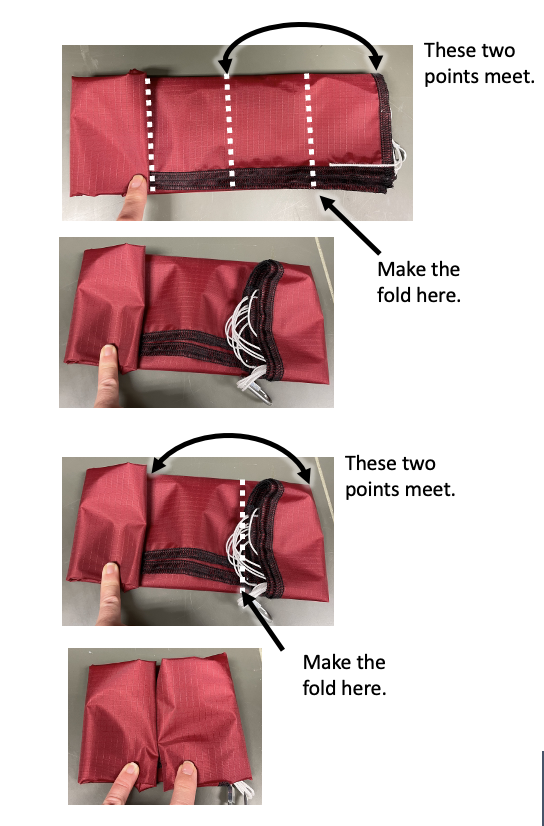 These two
points meet.
Make the
fold here.
These two
points meet.
Make the
fold here.